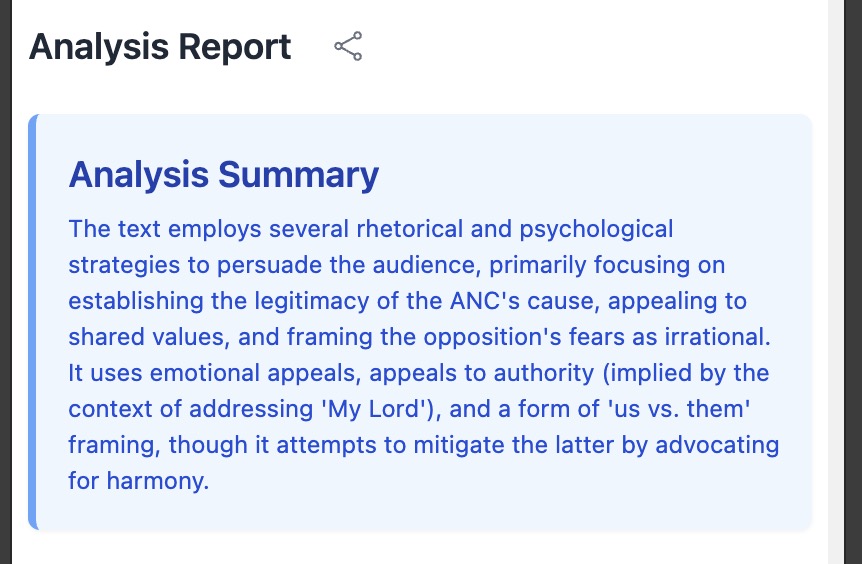 Analysis Report
Analysis Summary
The text employs several rhetorical and psychological
strategies to persuade the audience, primarily focusing on
establishing the legitimacy of the ANC's cause, appealing to
shared values, and framing the opposition's fears as irrational.
It uses emotional appeals, appeals to authority (implied by the
context of addressing 'My Lord'), and a form of 'us vs. them'
framing, though it attempts to mitigate the latter by advocating
for harmony.